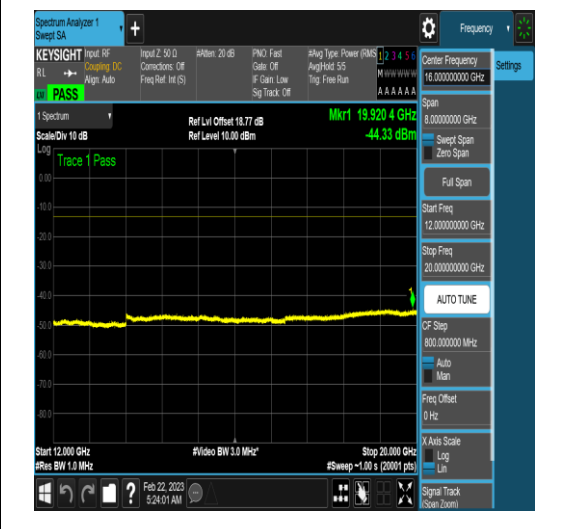 Spectrum Analyzer 1
Swept SA
Frequency
KEYSIGHT
RL
PASS
Input: RF
Coupling: DC
Align: Auto
Input Z: 50 Ω
Corrections: Off
Freq Ref: Int (S)
#Atten: 20 dB
PNO: Fast
Gate: Off
IF Gain: Low
Sig Track: Off
#Avg Type: Power (RMS
Avg|Hold: 5/5
Trig: Free Run
1 2 3 4 5 6
M w w w w w
A A A A A A
1 Spectrum
Scale/Div 10 dB
Ref Lvl Offset 18.77 dB
Ref Level 10.00 dBm
Mkr1 19.920 4 GHz
-44.33 dBm
Log
Trace 1 Pass
0.00
-10.0
-20.0
-30.0
-40.0
-50.0
-60.0
-70.0
-80.0
1
Start 12.000 GHz
#Res BW 1.0 MHz
#Video BW 3.0 MHz*
Stop 20.000 GHz
#Sweep ~1.00 s (20001 pts)
?
Feb 22, 2023
5:24:01 AM
Center Frequency
16.000000000 GHz
Settings
Span
8.00000000 GHz
Swept Span
Zero Span
Full Span
Start Freq
12.000000000 GHz
Stop Freq
20.000000000 GHz
AUTO TUNE
CF Step
800.000000 MHz
Auto
Man
Freq Offset
0 Hz
X Axis Scale
Log
Lin
Signal Track
(Span Zoom)